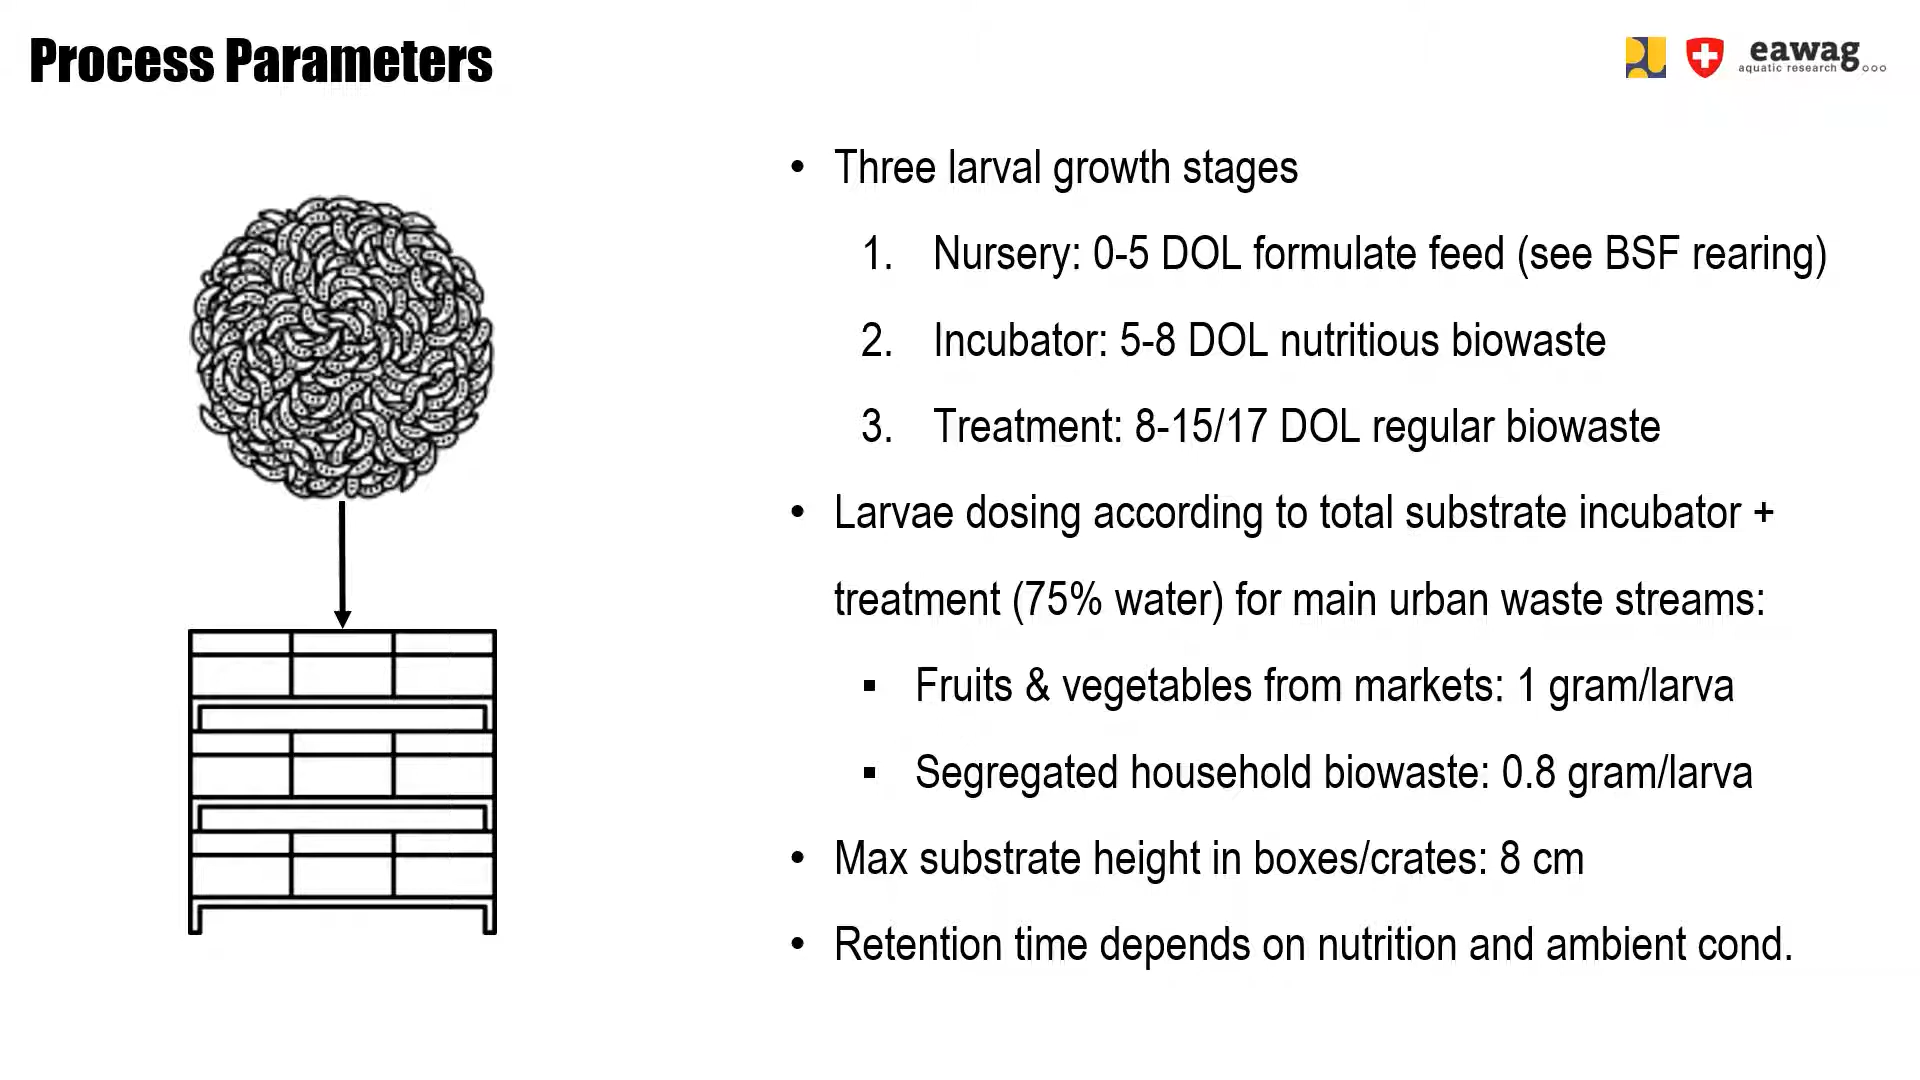 Process Parameters
eawag
aquatic research
• Three larval growth stages
1. Nursery: 0-5 DOL formulate feed (see BSF rearing)
2. Incubator: 5-8 DOL nutritious biowaste
3. Treatment: 8-15/17 DOL regular biowaste
• Larvae dosing according to total substrate incubator +
treatment (75% water) for main urban waste streams:
▪ Fruits & vegetables from markets: 1 gram/larva
▪ Segregated household biowaste: 0.8 gram/larva
• Max substrate height in boxes/crates: 8 cm
• Retention time depends on nutrition and ambient cond.